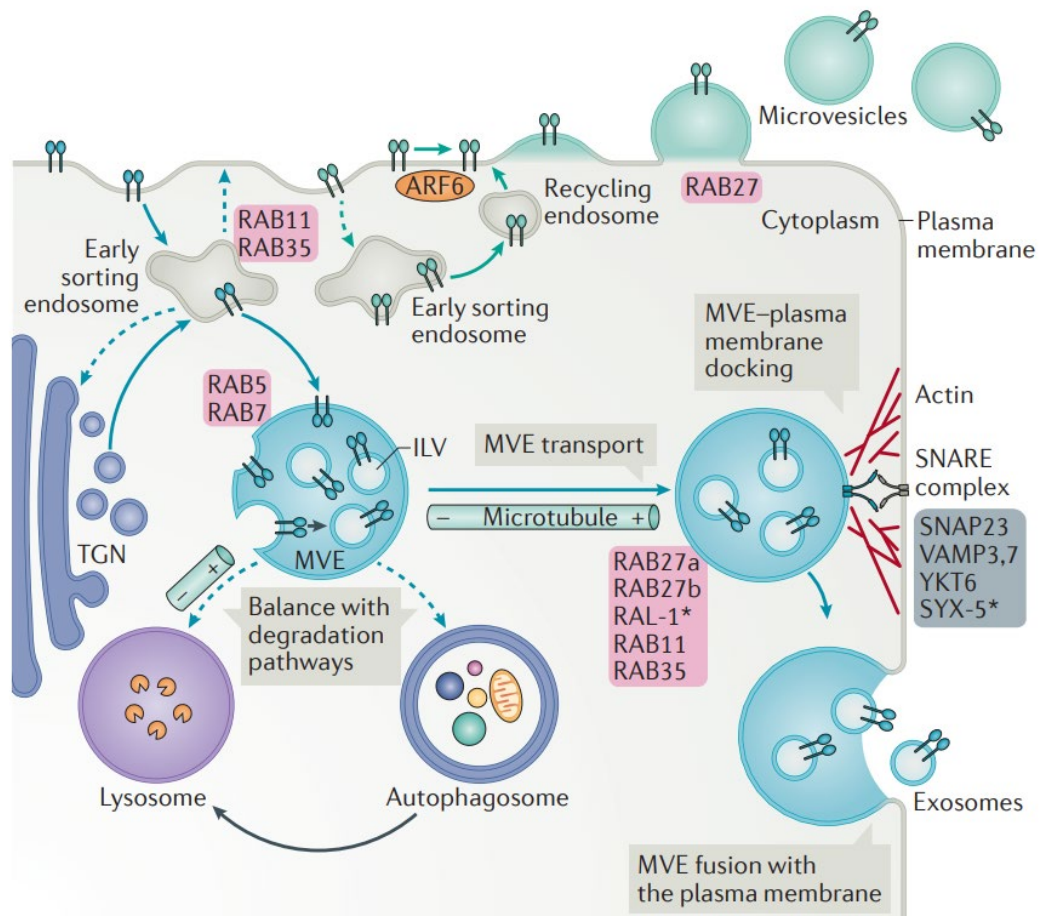 Microvesicles
ARF6
Recycling
endosome
RAB27
Cytoplasm
Plasma
membrane
RAB11
RAB35
Early
sorting
endosome
Early sorting
endosome
MVE–plasma
membrane
docking
RAB5
RAB7
Actin
ILV
MVE transport
SNARE
complex
– Microtubule +
TGN
MVE
SNAP23
VAMP3,7
YKT6
SYX-5*
+
–
RAB27a
RAB27b
RAL-1*
RAB11
RAB35
Balance with
degradation
pathways
Lysosome
Autophagosome
Exosomes
MVE fusion with
the plasma membrane